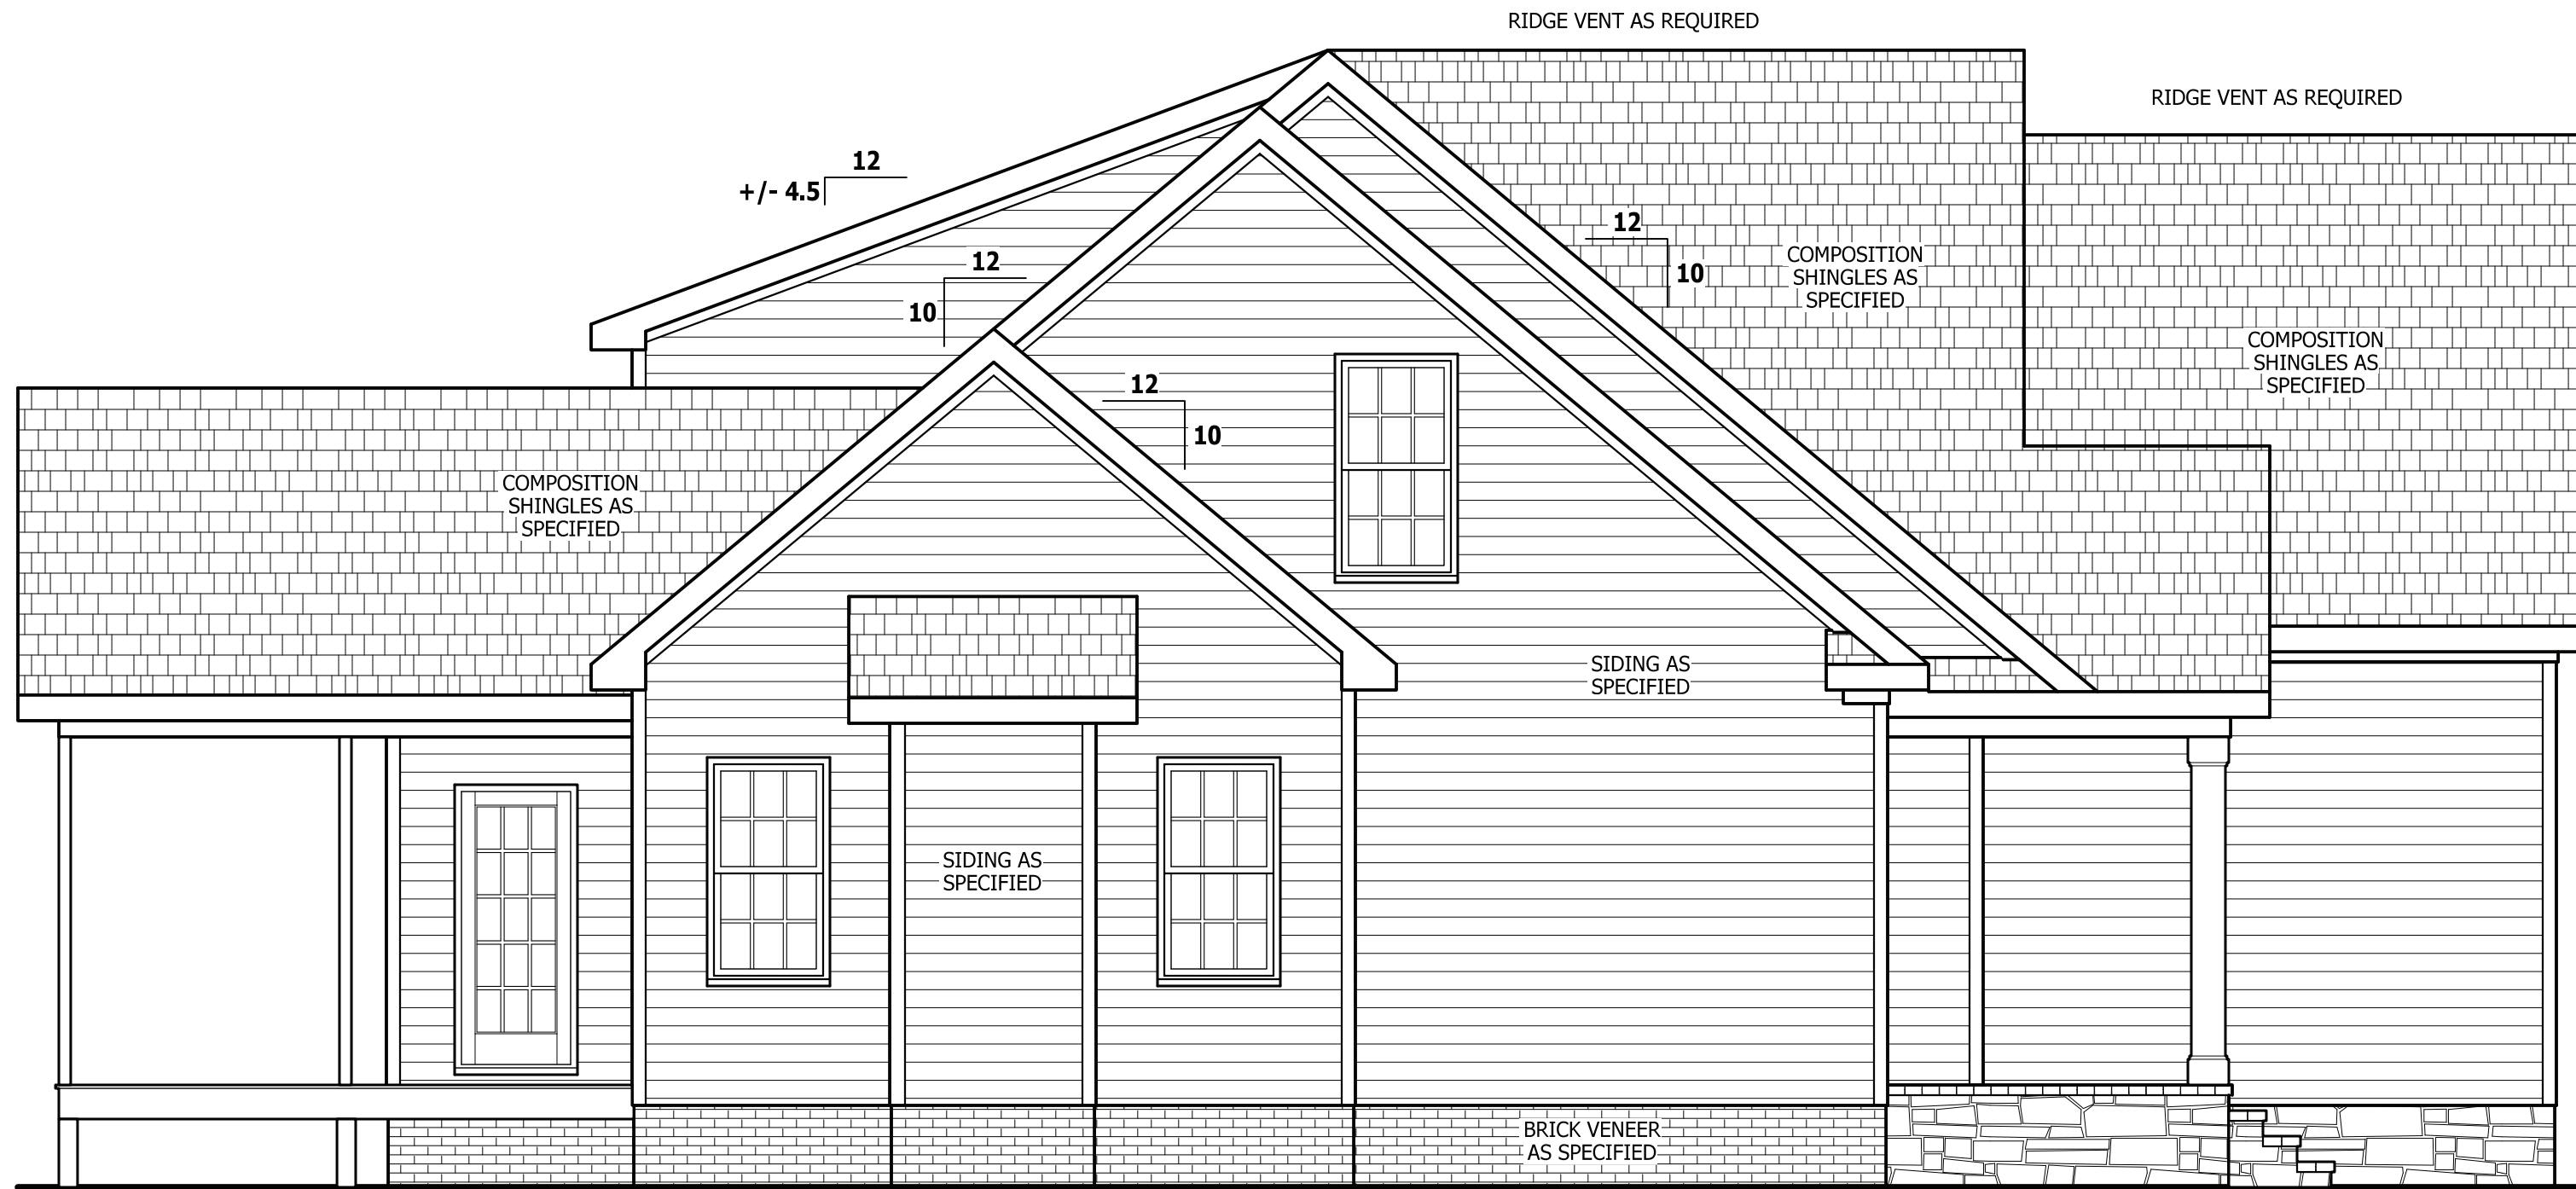 RIDGE VENT AS REQUIRED
RIDGE VENT AS REQUIRED
12
+/- 4.5
12
10
12
10
COMPOSITION
SHINGLES AS
SPECIFIED
COMPOSITION
SHINGLES AS
SPECIFIED
12
10
COMPOSITION
SHINGLES AS
SPECIFIED
SIDING AS
SPECIFIED
SIDING AS
SPECIFIED
BRICK VENEER
AS SPECIFIED